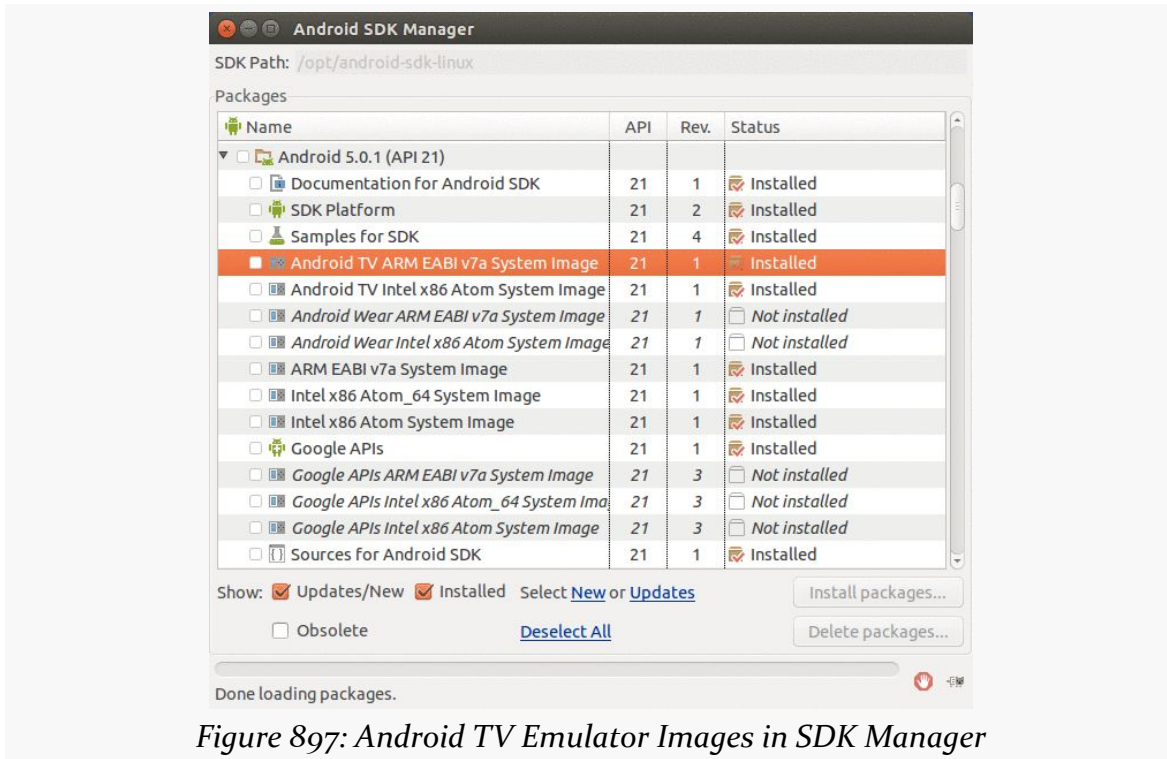 Android SDK Manager
SDK Path: /opt/android-sdk-linux
Packages
Name API Rev. Status
Android 5.0.1 (API 21)
Documentation for Android SDK 21 1 Installed
SDK Platform 21 2 Installed
Samples for SDK 21 4 Installed
Android TV ARM EABI v7a System Image 21 1 Installed
Android TV Intel x86 Atom System Image 21 1 Installed
Android Wear ARM EABI v7a System Image 21 1 Not installed
Android Wear Intel x86 Atom System Image 21 1 Not installed
ARM EABI v7a System Image 21 1 Installed
Intel x86 Atom_64 System Image 21 1 Installed
Intel x86 Atom System Image 21 1 Installed
Google APIs 21 1 Installed
Google APIs ARM EABI v7a System Image 21 3 Not installed
Google APIs Intel x86 Atom_64 System Ima 21 3 Not installed
Google APIs Intel x86 Atom System Image 21 3 Not installed
Sources for Android SDK 21 1 Installed
Show: Updates/New Installed Select New or Updates Install packages...
Obsolete Deselect All Delete packages...
Done loading packages.
Figure 897: Android TV Emulator Images in SDK Manager